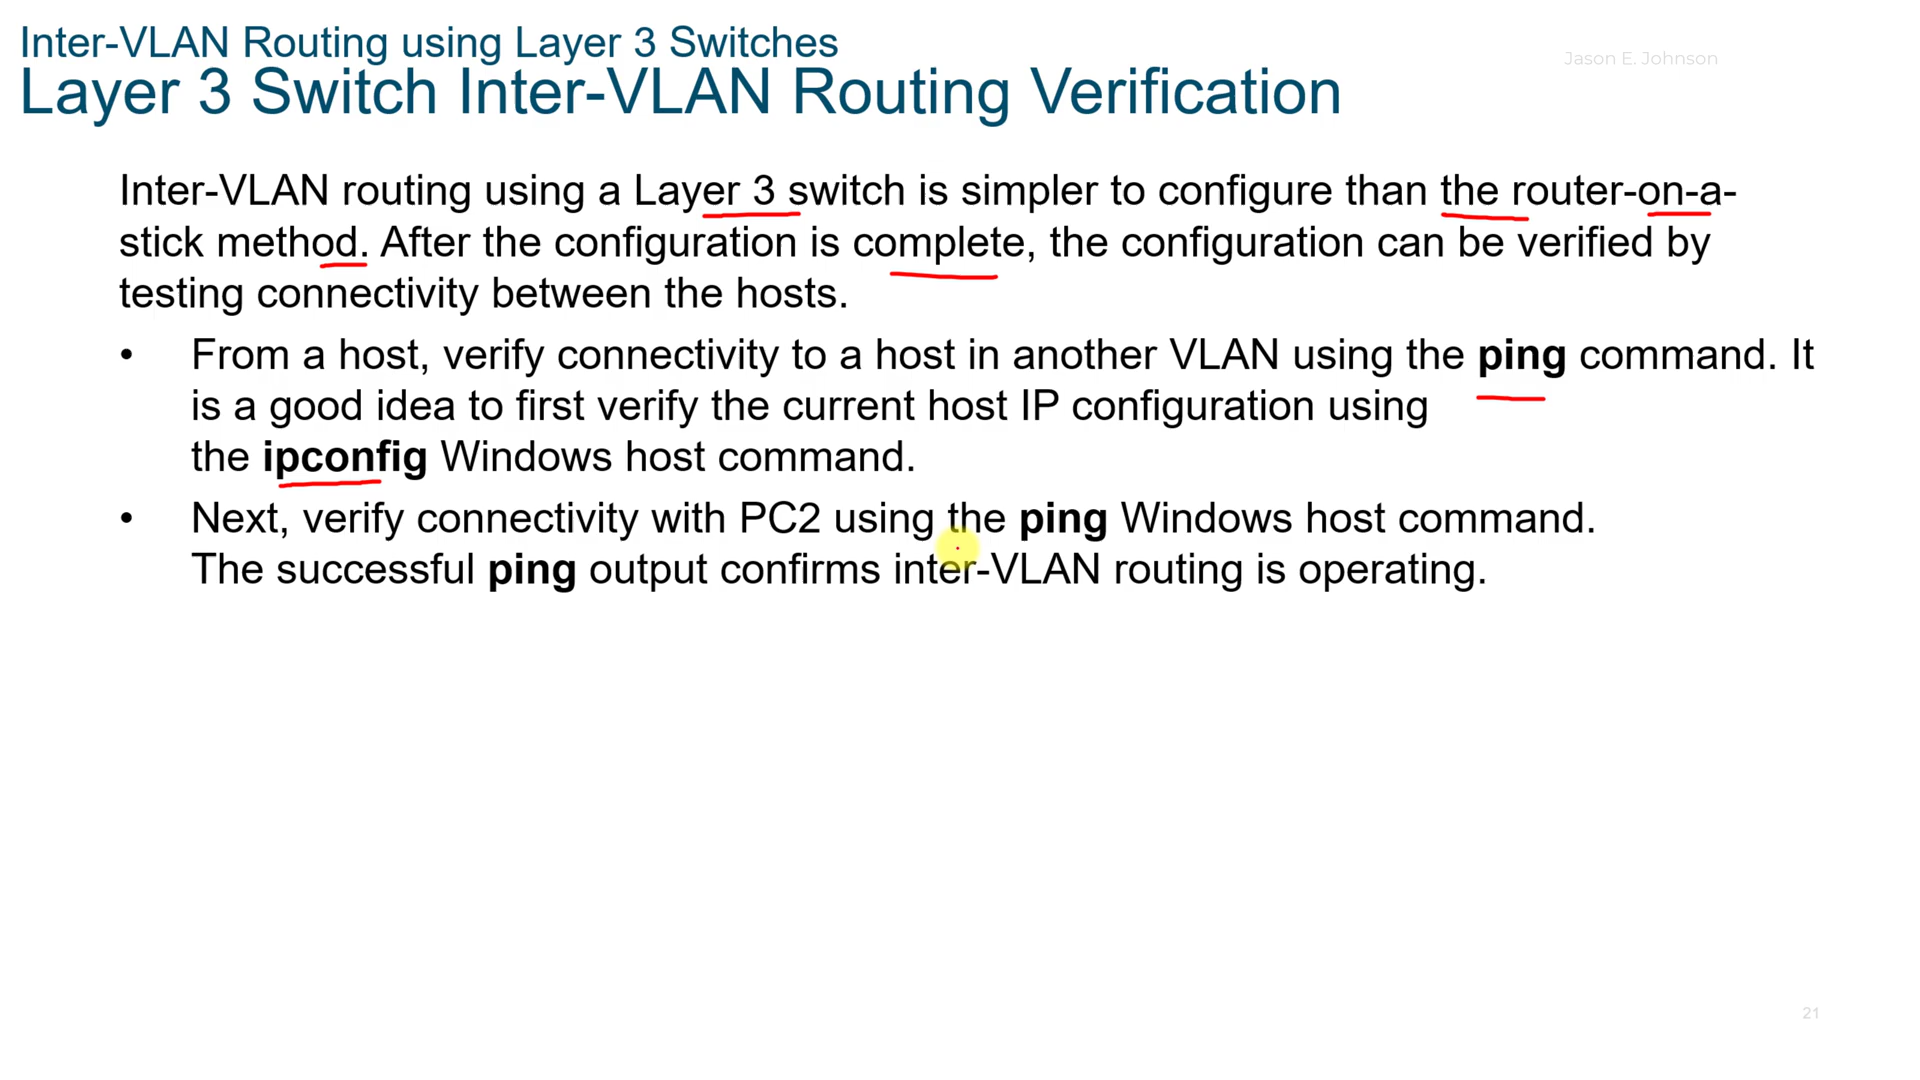 Inter-VLAN Routing using Layer 3 Switches
Jason E. Johnson
Layer 3 Switch Inter-VLAN Routing Verification
Inter-VLAN routing using a Layer 3 switch is simpler to configure than the router-on-a-
stick method. After the configuration is complete, the configuration can be verified by
testing connectivity between the hosts.
• From a host, verify connectivity to a host in another VLAN using the ping command. It
is a good idea to first verify the current host IP configuration using
the ipconfig Windows host command.
• Next, verify connectivity with PC2 using the ping Windows host command.
The successful ping output confirms inter-VLAN routing is operating.
21